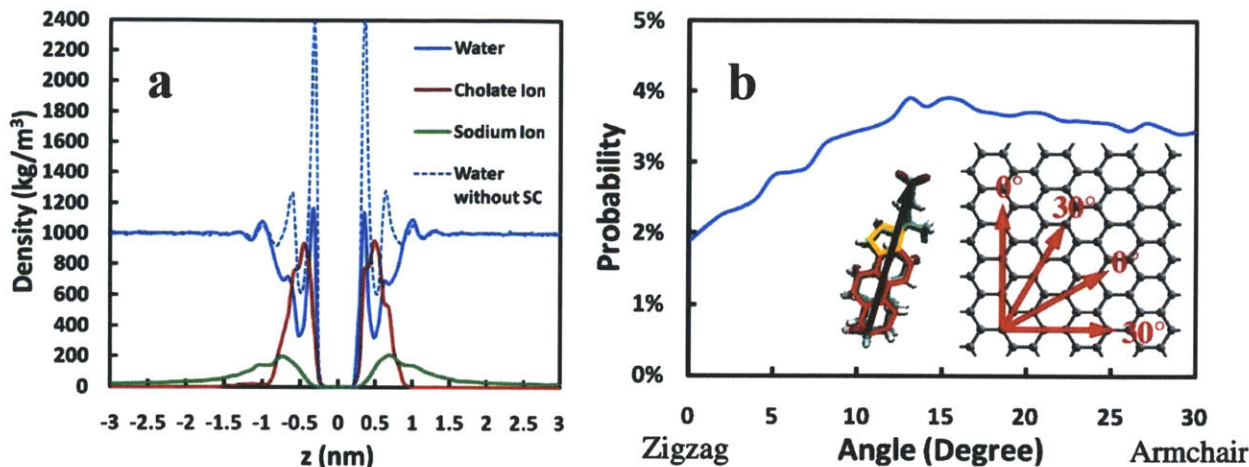 a
Density (kg/m³)
2400
2200
2000
1800
1600
1400
1200
1000
800
600
400
200
0
Water
Cholate Ion
Sodium Ion
Water
without SC
-3 -2.5 -2 -1.5 -1 -0.5 0 0.5 1 1.5 2 2.5 3
z (nm)
b
Probability
5%
4%
3%
2%
1%
0%
0°
30°
0°
30°
0 5 10 15 20 25 30
Zigzag Angle (Degree) Armchair